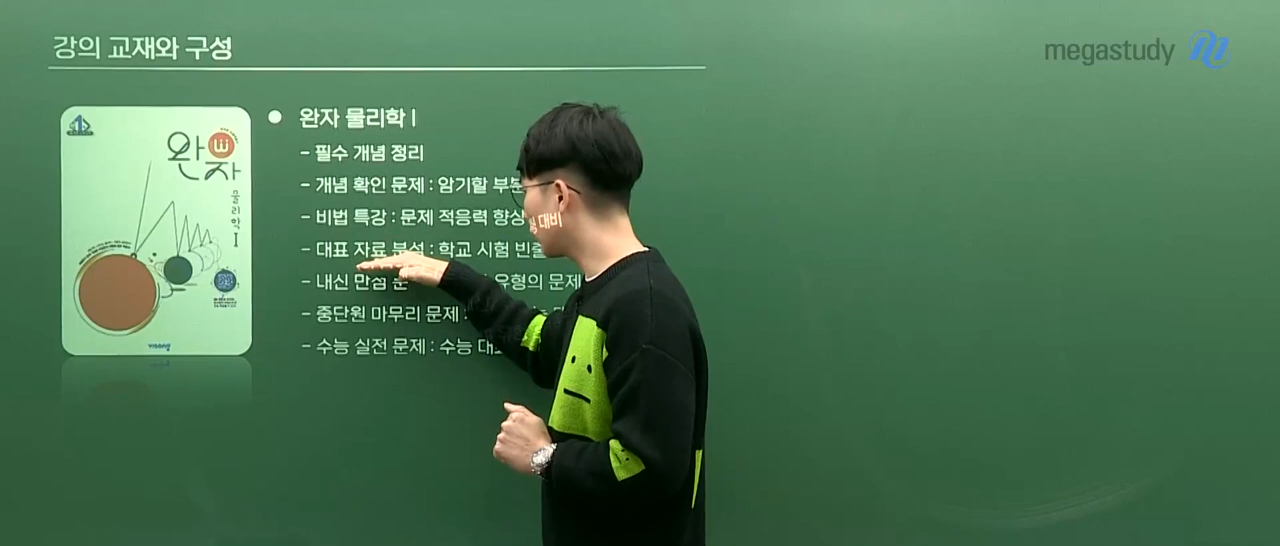 강의 교재와 구성
megastudy
완자
물리학 I
visang
완자 물리학 I
- 필수 개념 정리
- 개념 확인 문제 : 암기할 부분
- 비법 특강 : 문제 적응력 향상
대비
- 대표 자료 분석 : 학교 시험 빈출
- 내신 만점 문 유형의 문제
- 중단원 마무리 문제 :
- 수능 실전 문제 : 수능 대